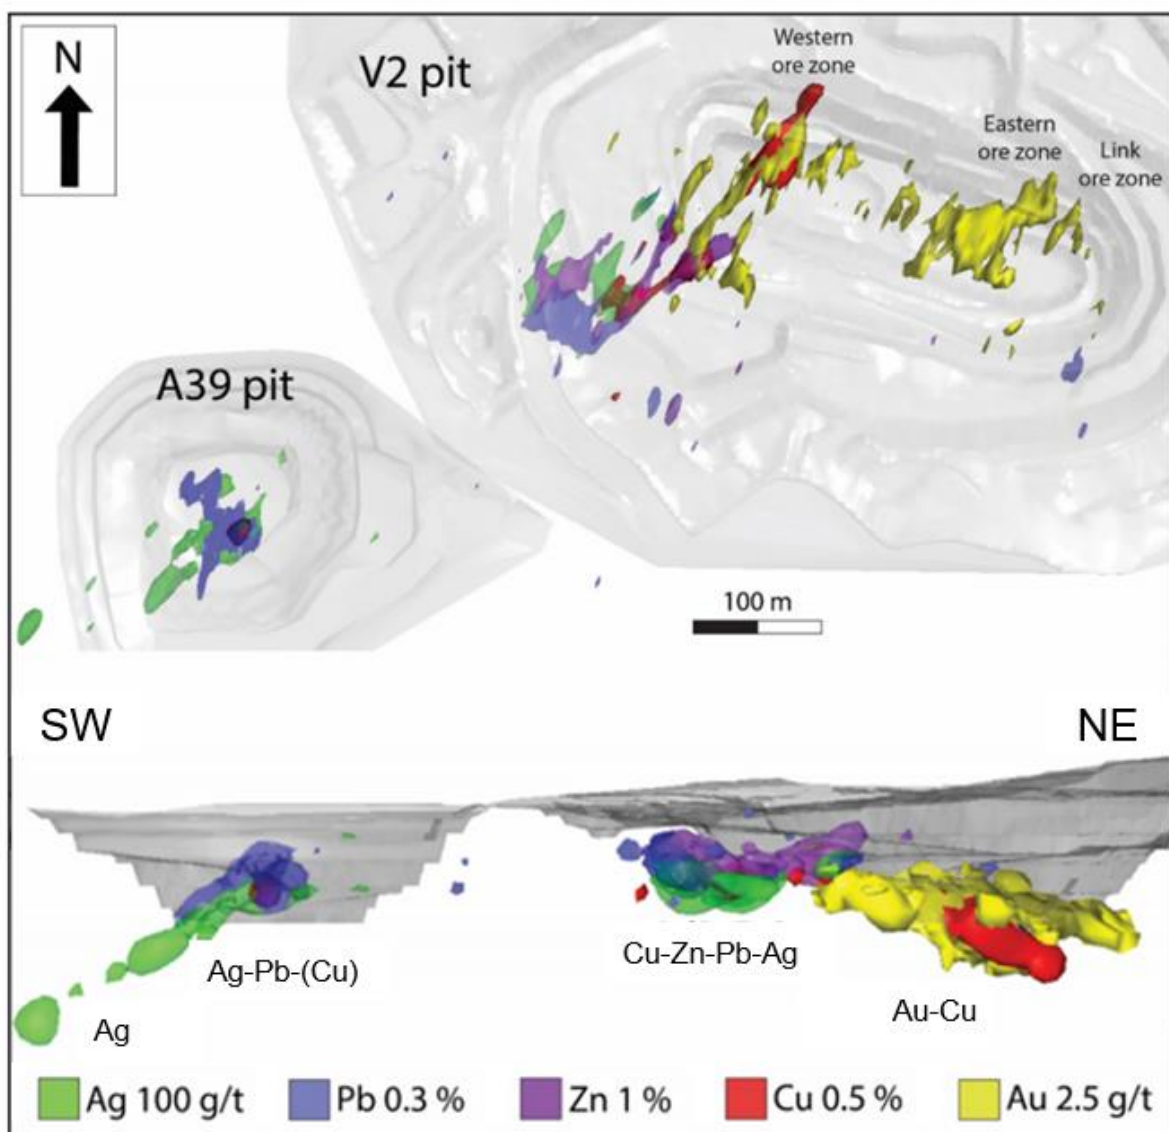 N
V2 pit
Western
ore zone
Eastern
ore zone
Link
ore zone
A39 pit
100 m
SW
NE
Ag-Pb-(Cu)
Cu-Zn-Pb-Ag
Ag
Au-Cu
Ag 100 g/t
Pb 0.3 %
Zn 1 %
Cu 0.5 %
Au 2.5 g/t